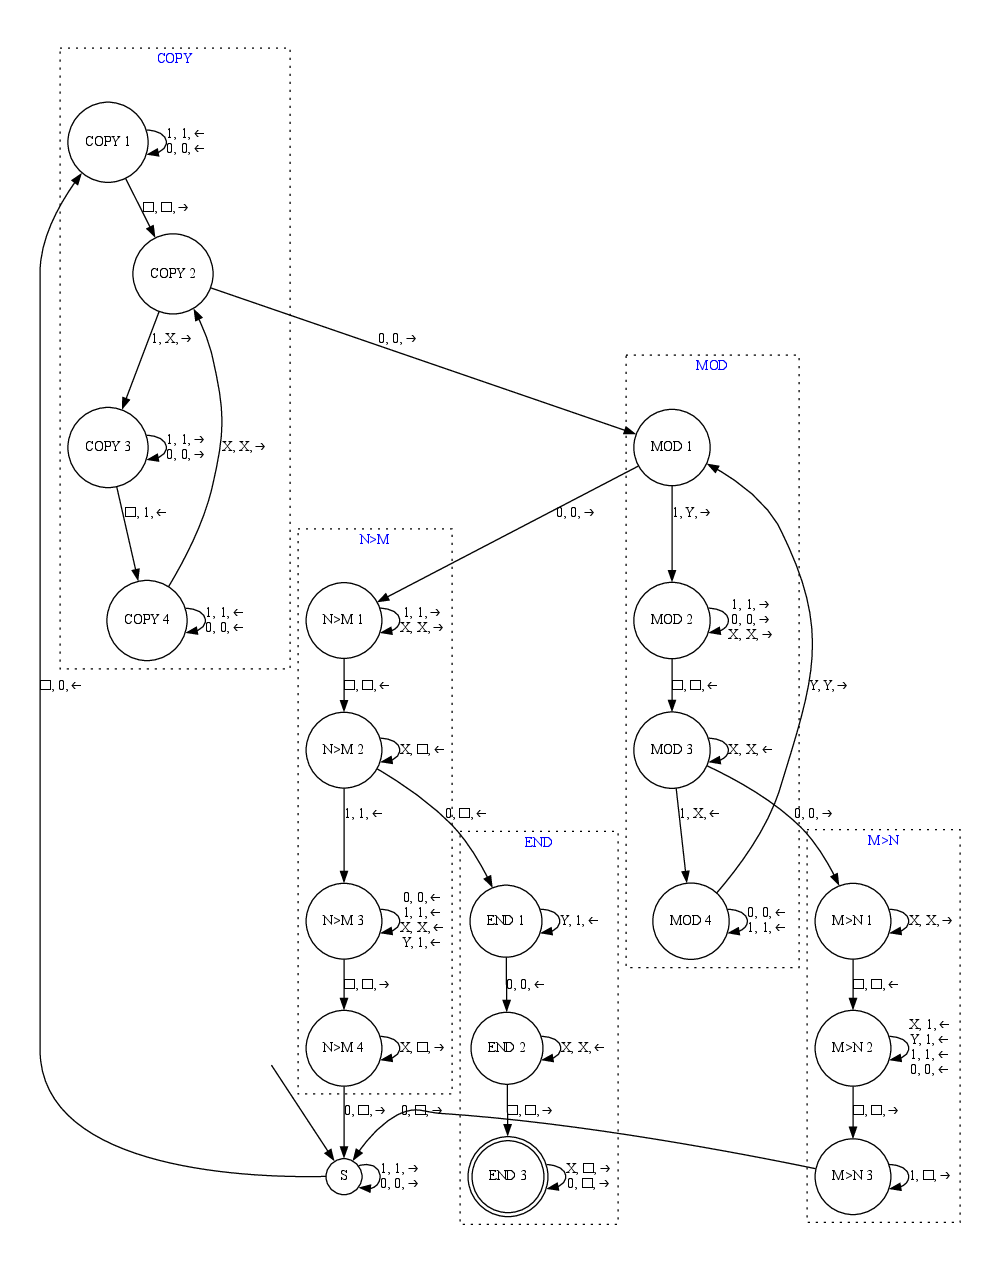 COPY
COPY 1
1, 1, ←
0, 0, ←
□, □, →
COPY 2
1, X, →
0, 0, →
MOD
COPY 3
1, 1, →
0, 0, →
X, X, →
MOD 1
□, 1, ←
0, 0, →
1, Y, →
N>M
COPY 4
1, 1, ←
0, 0, ←
N>M 1
1, 1, →
X, X, →
MOD 2
1, 1, →
0, 0, →
X, X, →
□, 0, ←
□, □, ←
□, □, ←
Y, Y, →
N>M 2
X, □, ←
MOD 3
X, X, ←
1, 1, ←
0, □, ←
1, X, ←
0, 0, →
END
M>N
N>M 3
0, 0, ←
1, 1, ←
X, X, ←
Y, 1, ←
END 1
Y, 1, ←
MOD 4
0, 0, ←
1, 1, ←
M>N 1
X, X, →
□, □, →
0, 0, ←
□, □, ←
N>M 4
X, □, →
END 2
X, X, ←
M>N 2
X, 1, ←
Y, 1, ←
1, 1, ←
0, 0, ←
0, □, →
0, □, →
□, □, →
□, □, →
S
1, 1, →
0, 0, →
END 3
X, □, →
0, □, →
M>N 3
1, □, →